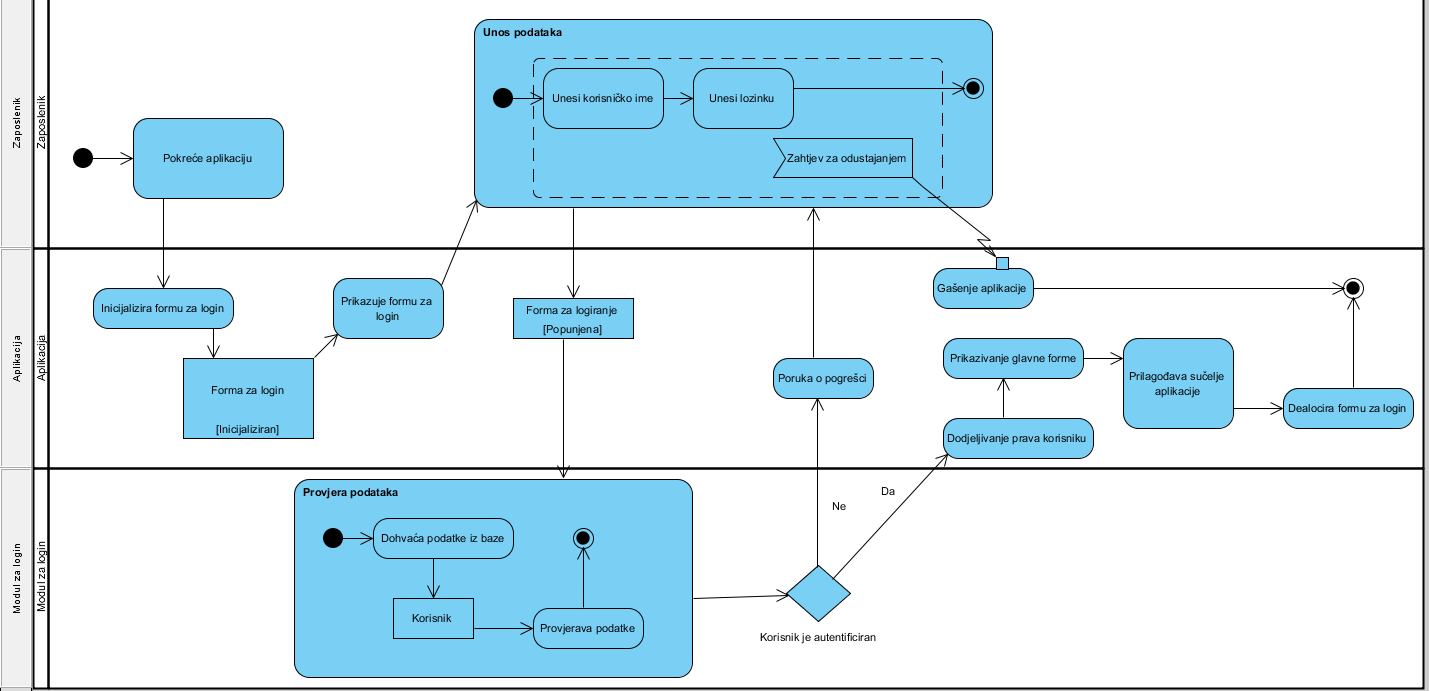 Zaposlenik
Zaposlenik
Unos podataka
Unesi korisničko ime
Unesi lozinku
Zahtjev za odustajanjem
Pokreće aplikaciju
Aplikacija
Aplikacija
Inicijalizira formu za login
Forma za login
[Inicijaliziran]
Prikazuje formu za
login
Forma za logiranje
[Popunjena]
Poruka o pogrešci
Gašenje aplikacije
Prikazivanje glavne forme
Prilagođava sučelje
aplikacije
Dodjeljivanje prava korisniku
Dealocira formu za login
Modul za login
Modul za login
Provjera podataka
Dohvaća podatke iz baze
Korisnik
Provjerava podatke
Ne
Da
Korisnik je autentificiran